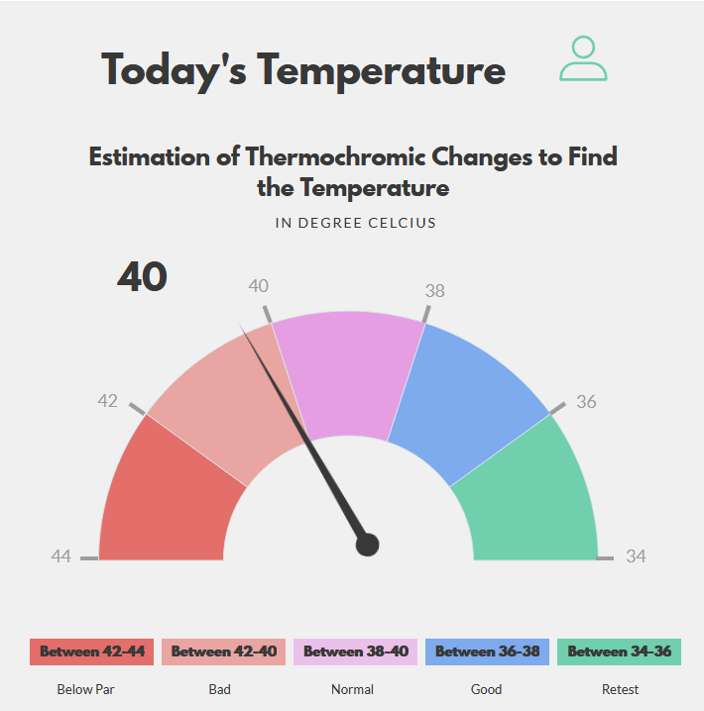 Today's Temperature
Estimation of Thermochromic Changes to Find
the Temperature
IN DEGREE CELCIUS
40
40
38
42
36
44
34
Between 42-44
Between 42-40
Between 38-40
Between 36-38
Between 34-36
Below Par
Bad
Normal
Good
Retest